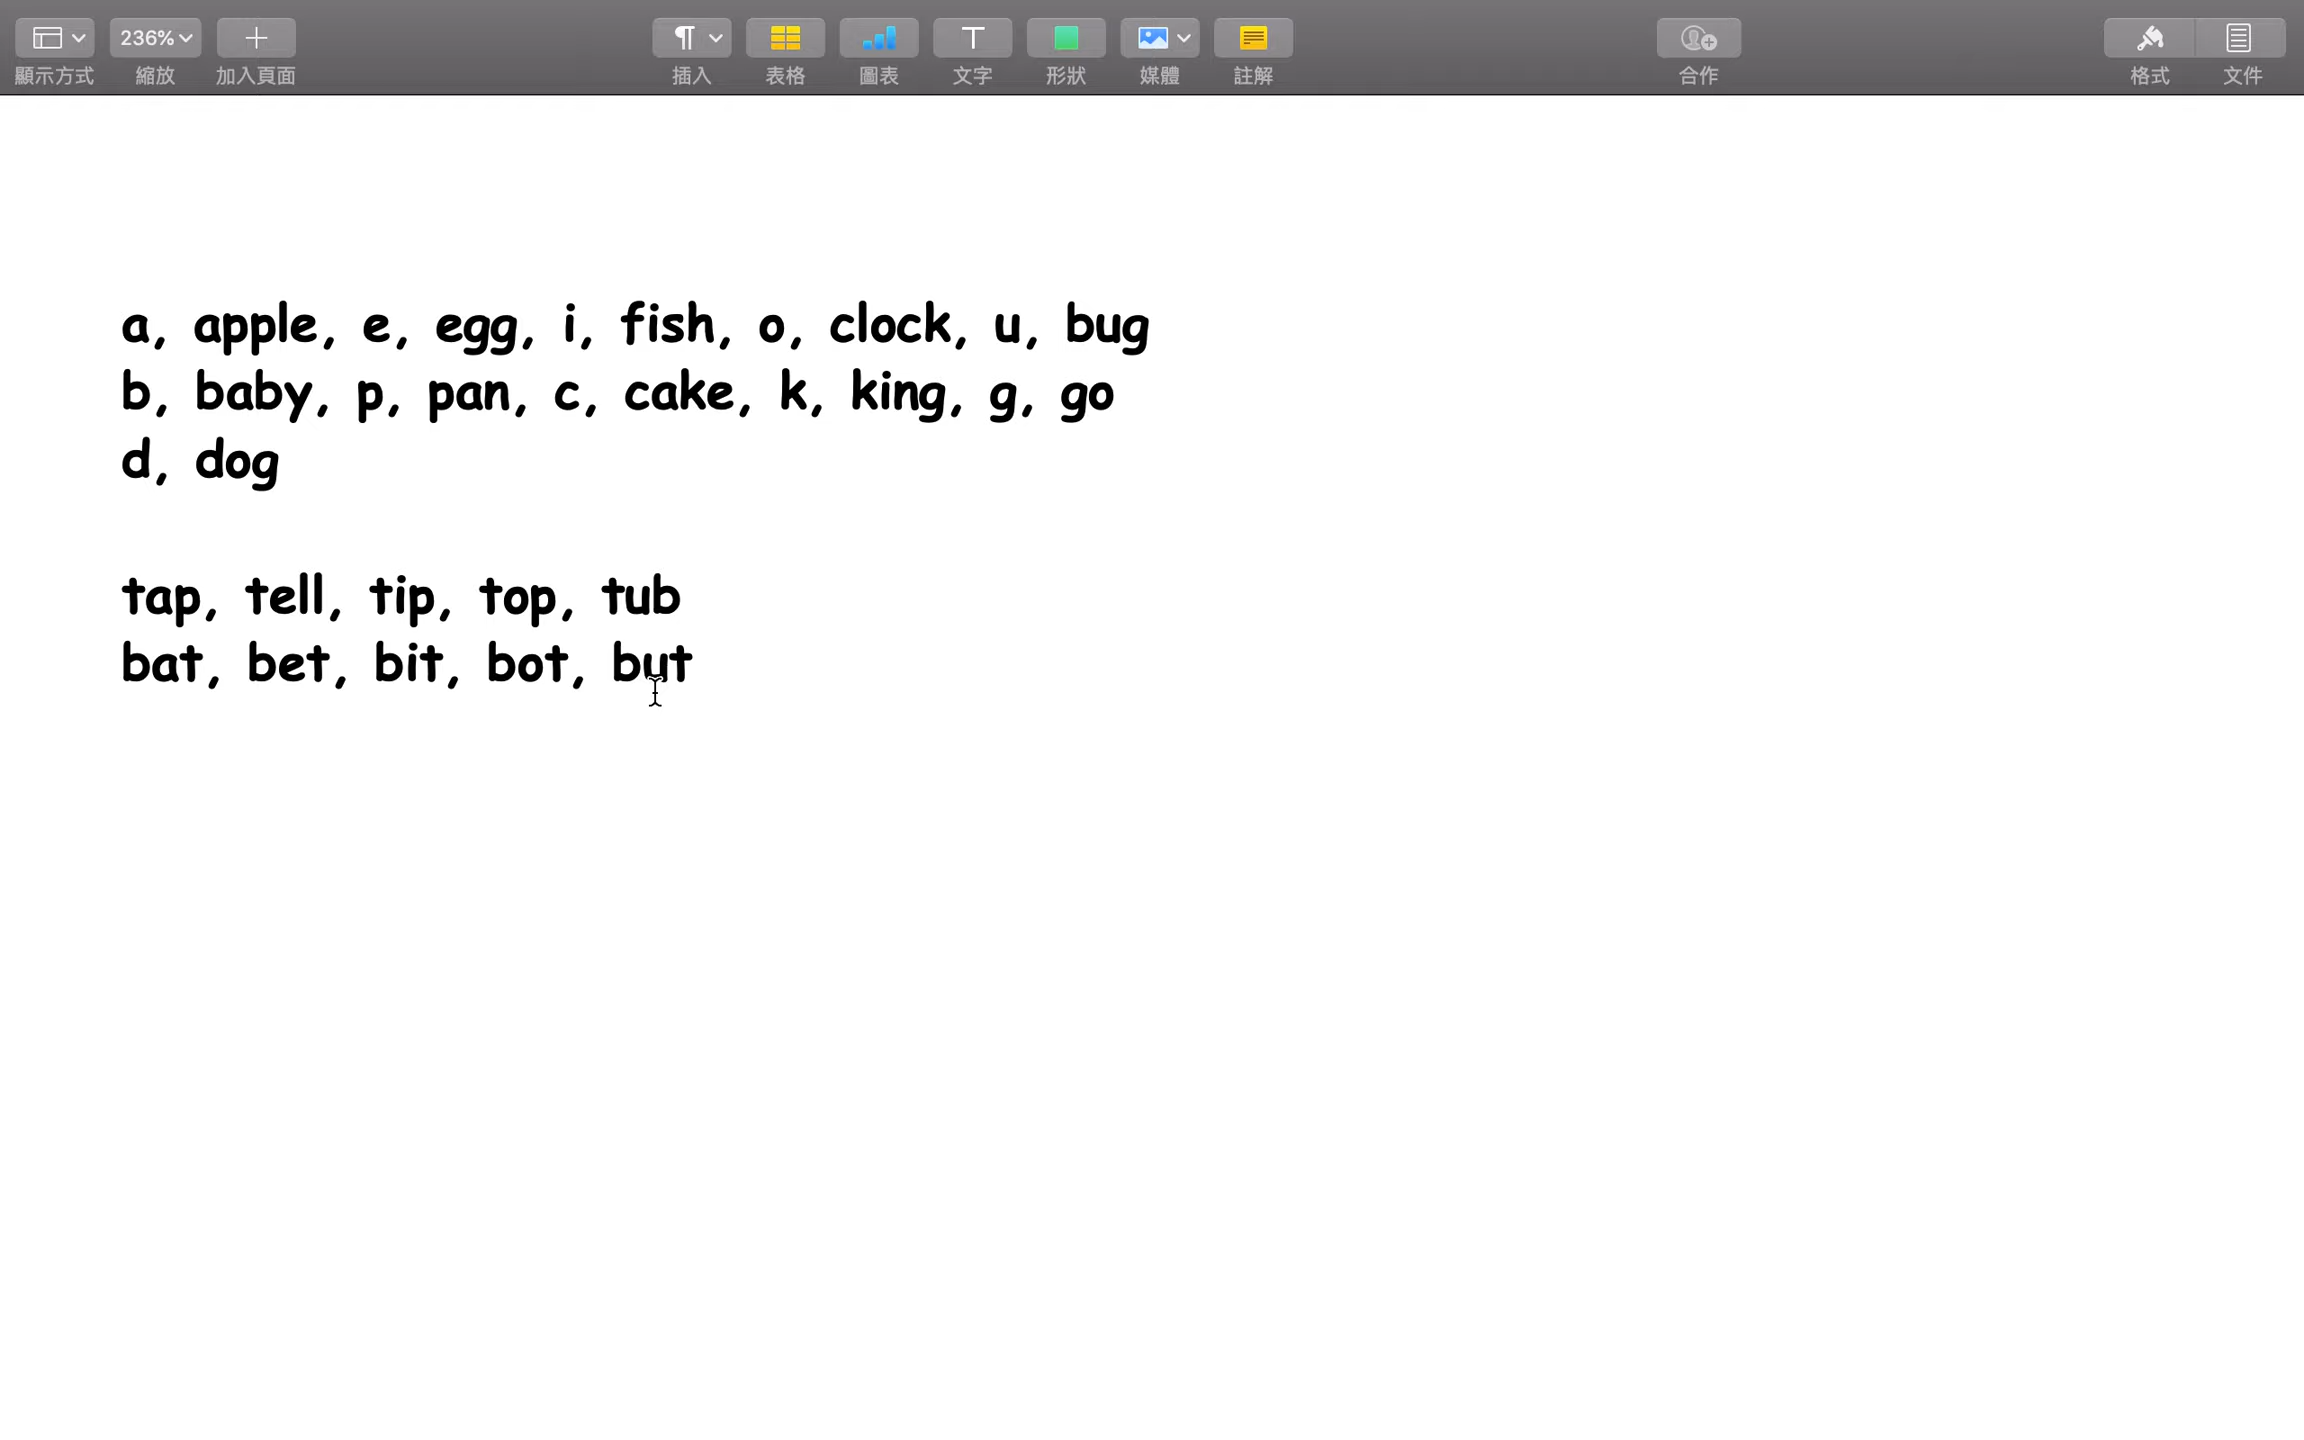 236%
顯示方式 縮放 加入頁面 插入 表格 圖表 文字 形狀 媒體 註解 合作 格式 文件
a, apple, e, egg, i, fish, o, clock, u, bug
b, baby, p, pan, c, cake, k, king, g, go
d, dog
tap, tell, tip, top, tub
bat, bet, bit, bot, but